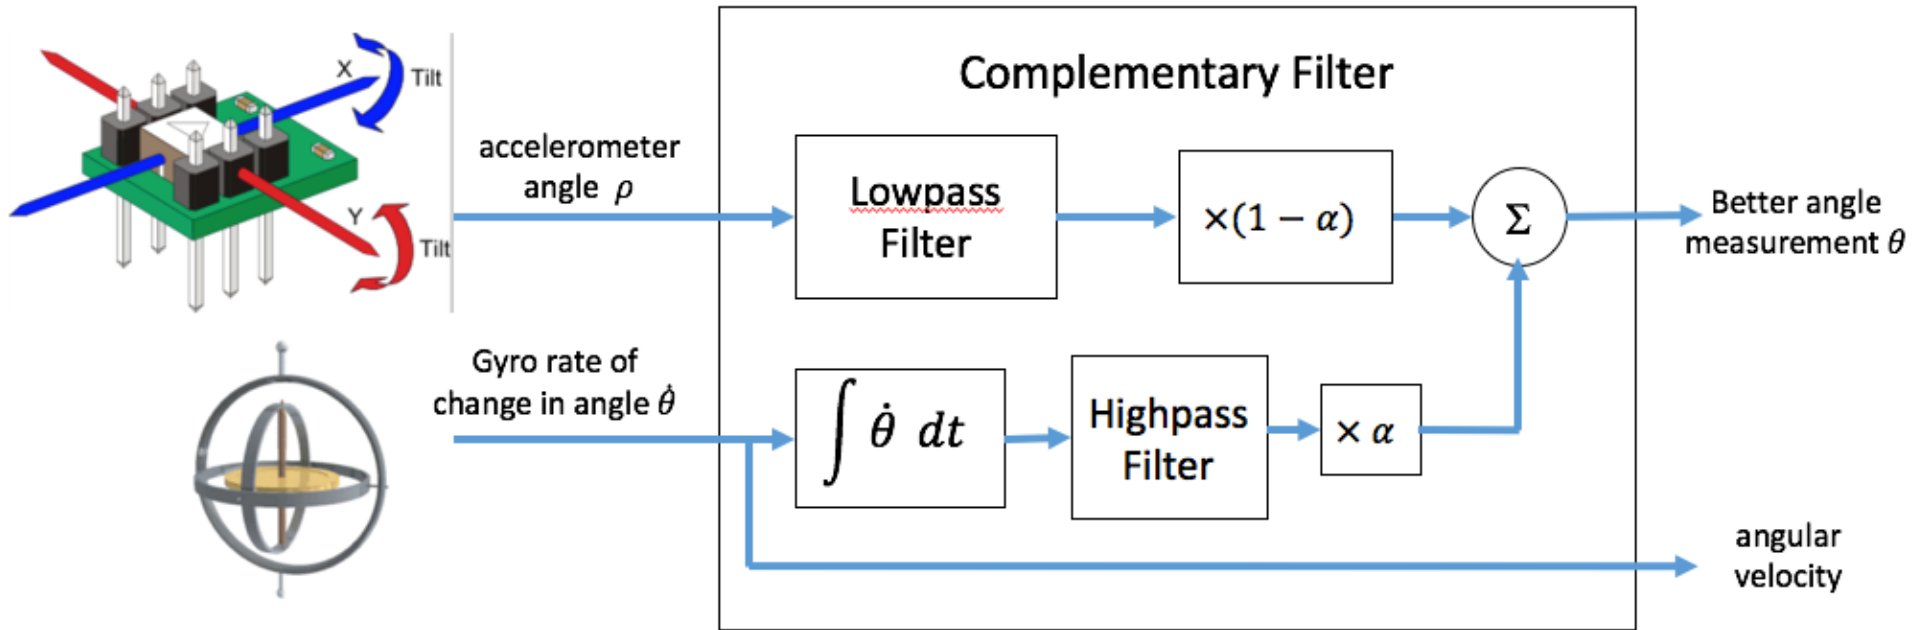 Complementary Filter
X
Tilt
Y
Tilt
accelerometer
angle ρ
Lowpass
Filter
×(1 − α)
Σ
Better angle
measurement θ
Gyro rate of
change in angle θ̇
∫ θ̇ dt
Highpass
Filter
× α
angular
velocity